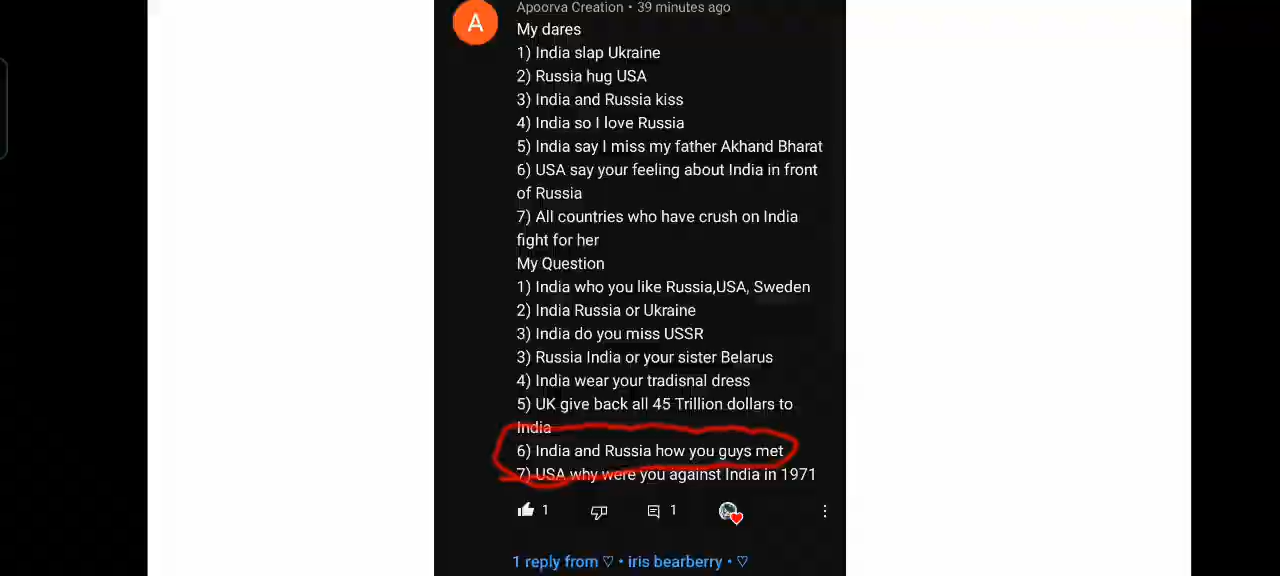 A
Apoorva Creation • 39 minutes ago
My dares
1) India slap Ukraine
2) Russia hug USA
3) India and Russia kiss
4) India so I love Russia
5) India say I miss my father Akhand Bharat
6) USA say your feeling about India in front
of Russia
7) All countries who have crush on India
fight for her
My Question
1) India who you like Russia,USA, Sweden
2) India Russia or Ukraine
3) India do you miss USSR
3) Russia India or your sister Belarus
4) India wear your tradisnal dress
5) UK give back all 45 Trillion dollars to
India
6) India and Russia how you guys met
7) USA why were you against India in 1971
1 1
1 reply from ♡ • iris bearberry • ♡